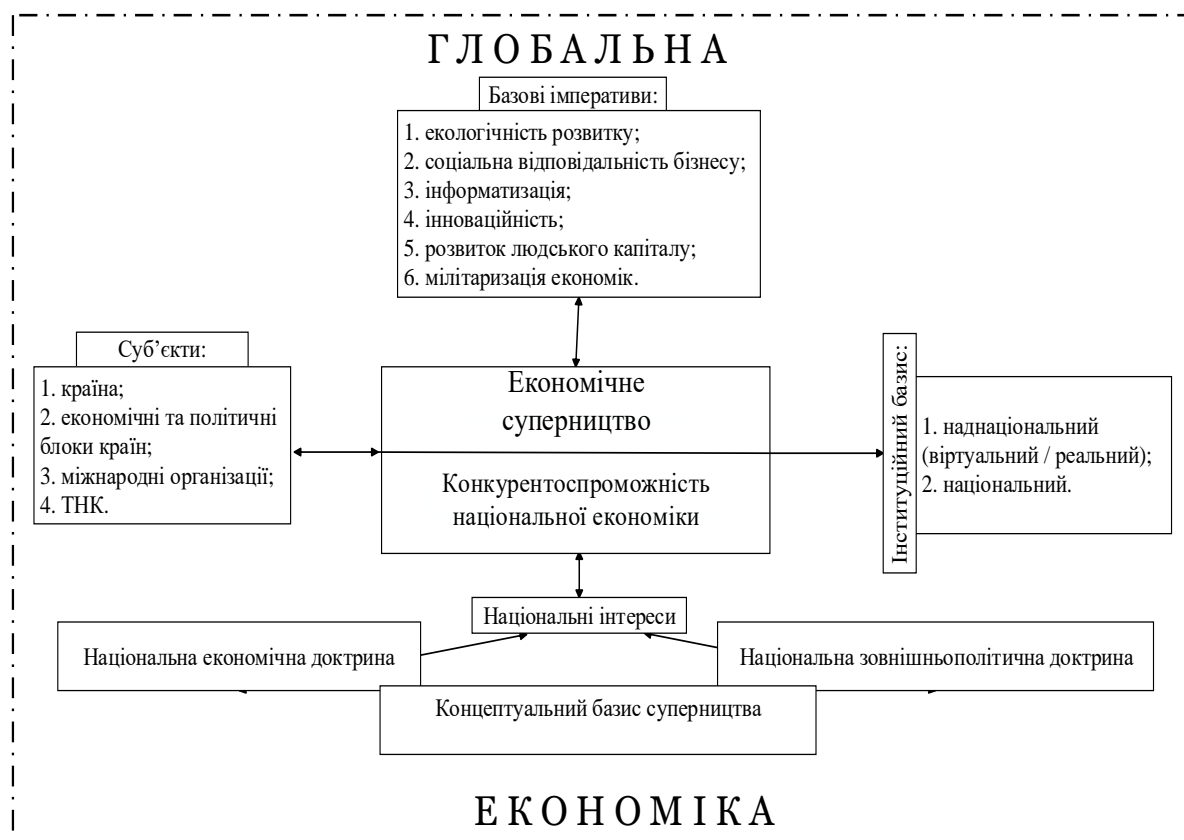 ГЛОБАЛЬНА
Базові імперативи:
1. екологічність розвитку;
2. соціальна відповідальність бізнесу;
3. інформатизація;
4. інноваційність;
5. розвиток людського капіталу;
6. мілітаризація економік.
Суб’єкти:
1. країна;
2. економічні та політичні
блоки країн;
3. міжнародні організації;
4. ТНК.
Економічне
суперництво
Конкурентоспроможність
національної економіки
Інституційний базис:
1. наднаціональний
(віртуальний / реальний);
2. національний.
Національні інтереси
Національна економічна доктрина
Національна зовнішньополітична доктрина
Концептуальний базис суперництва
ЕКОНОМІКА